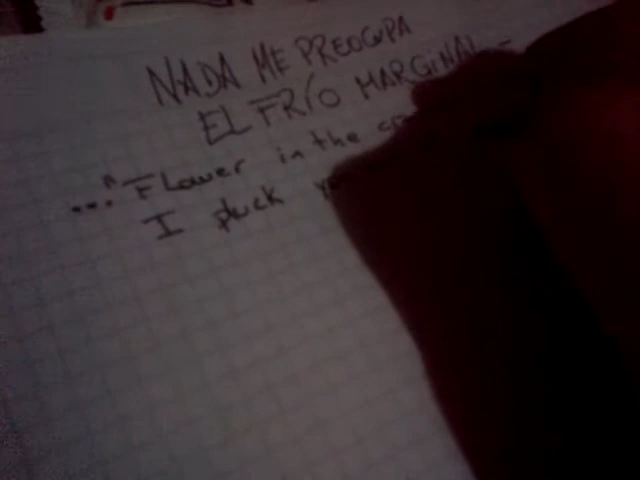 NADA ME PREOCUPA
EL FRÍO MARGINAL-
..."Flower in the
I pluck